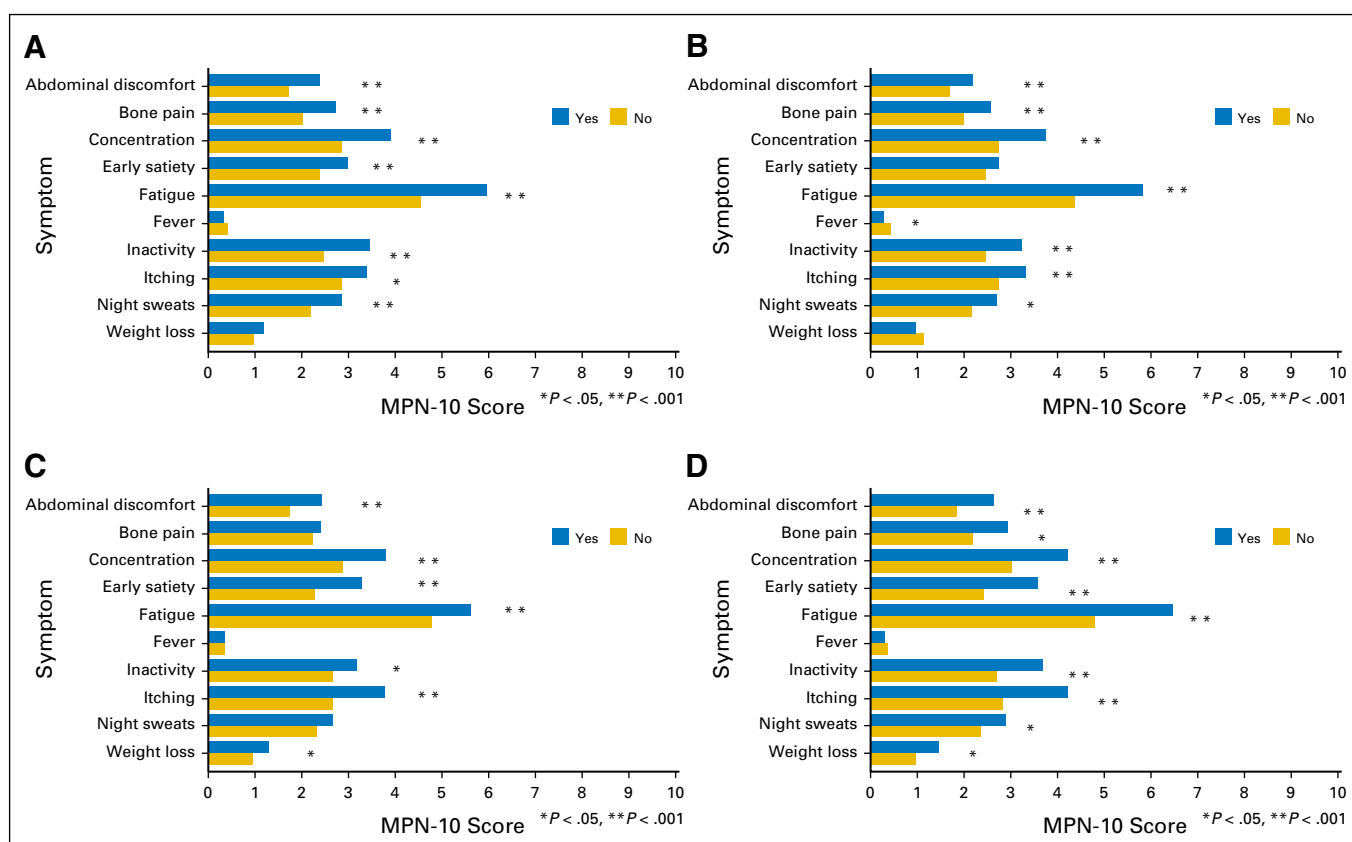 A
Abdominal discomfort * *
Bone pain * *
Concentration * *
Early satiety * *
Fatigue * *
Fever
Inactivity * *
Itching *
Night sweats * *
Weight loss
Symptom
Yes No
0 1 2 3 4 5 6 7 8 9 10
MPN-10 Score *P < .05, **P < .001
B
Abdominal discomfort * *
Bone pain * *
Concentration * *
Early satiety
Fatigue * *
Fever *
Inactivity * *
Itching * *
Night sweats *
Weight loss
Symptom
Yes No
0 1 2 3 4 5 6 7 8 9 10
MPN-10 Score *P < .05, **P < .001
C
Abdominal discomfort * *
Bone pain
Concentration * *
Early satiety * *
Fatigue * *
Fever
Inactivity *
Itching * *
Night sweats
Weight loss *
Symptom
Yes No
0 1 2 3 4 5 6 7 8 9 10
MPN-10 Score *P < .05, **P < .001
D
Abdominal discomfort * *
Bone pain *
Concentration * *
Early satiety * *
Fatigue * *
Fever
Inactivity * *
Itching * *
Night sweats *
Weight loss *
Symptom
Yes No
0 1 2 3 4 5 6 7 8 9 10
MPN-10 Score *P < .05, **P < .001